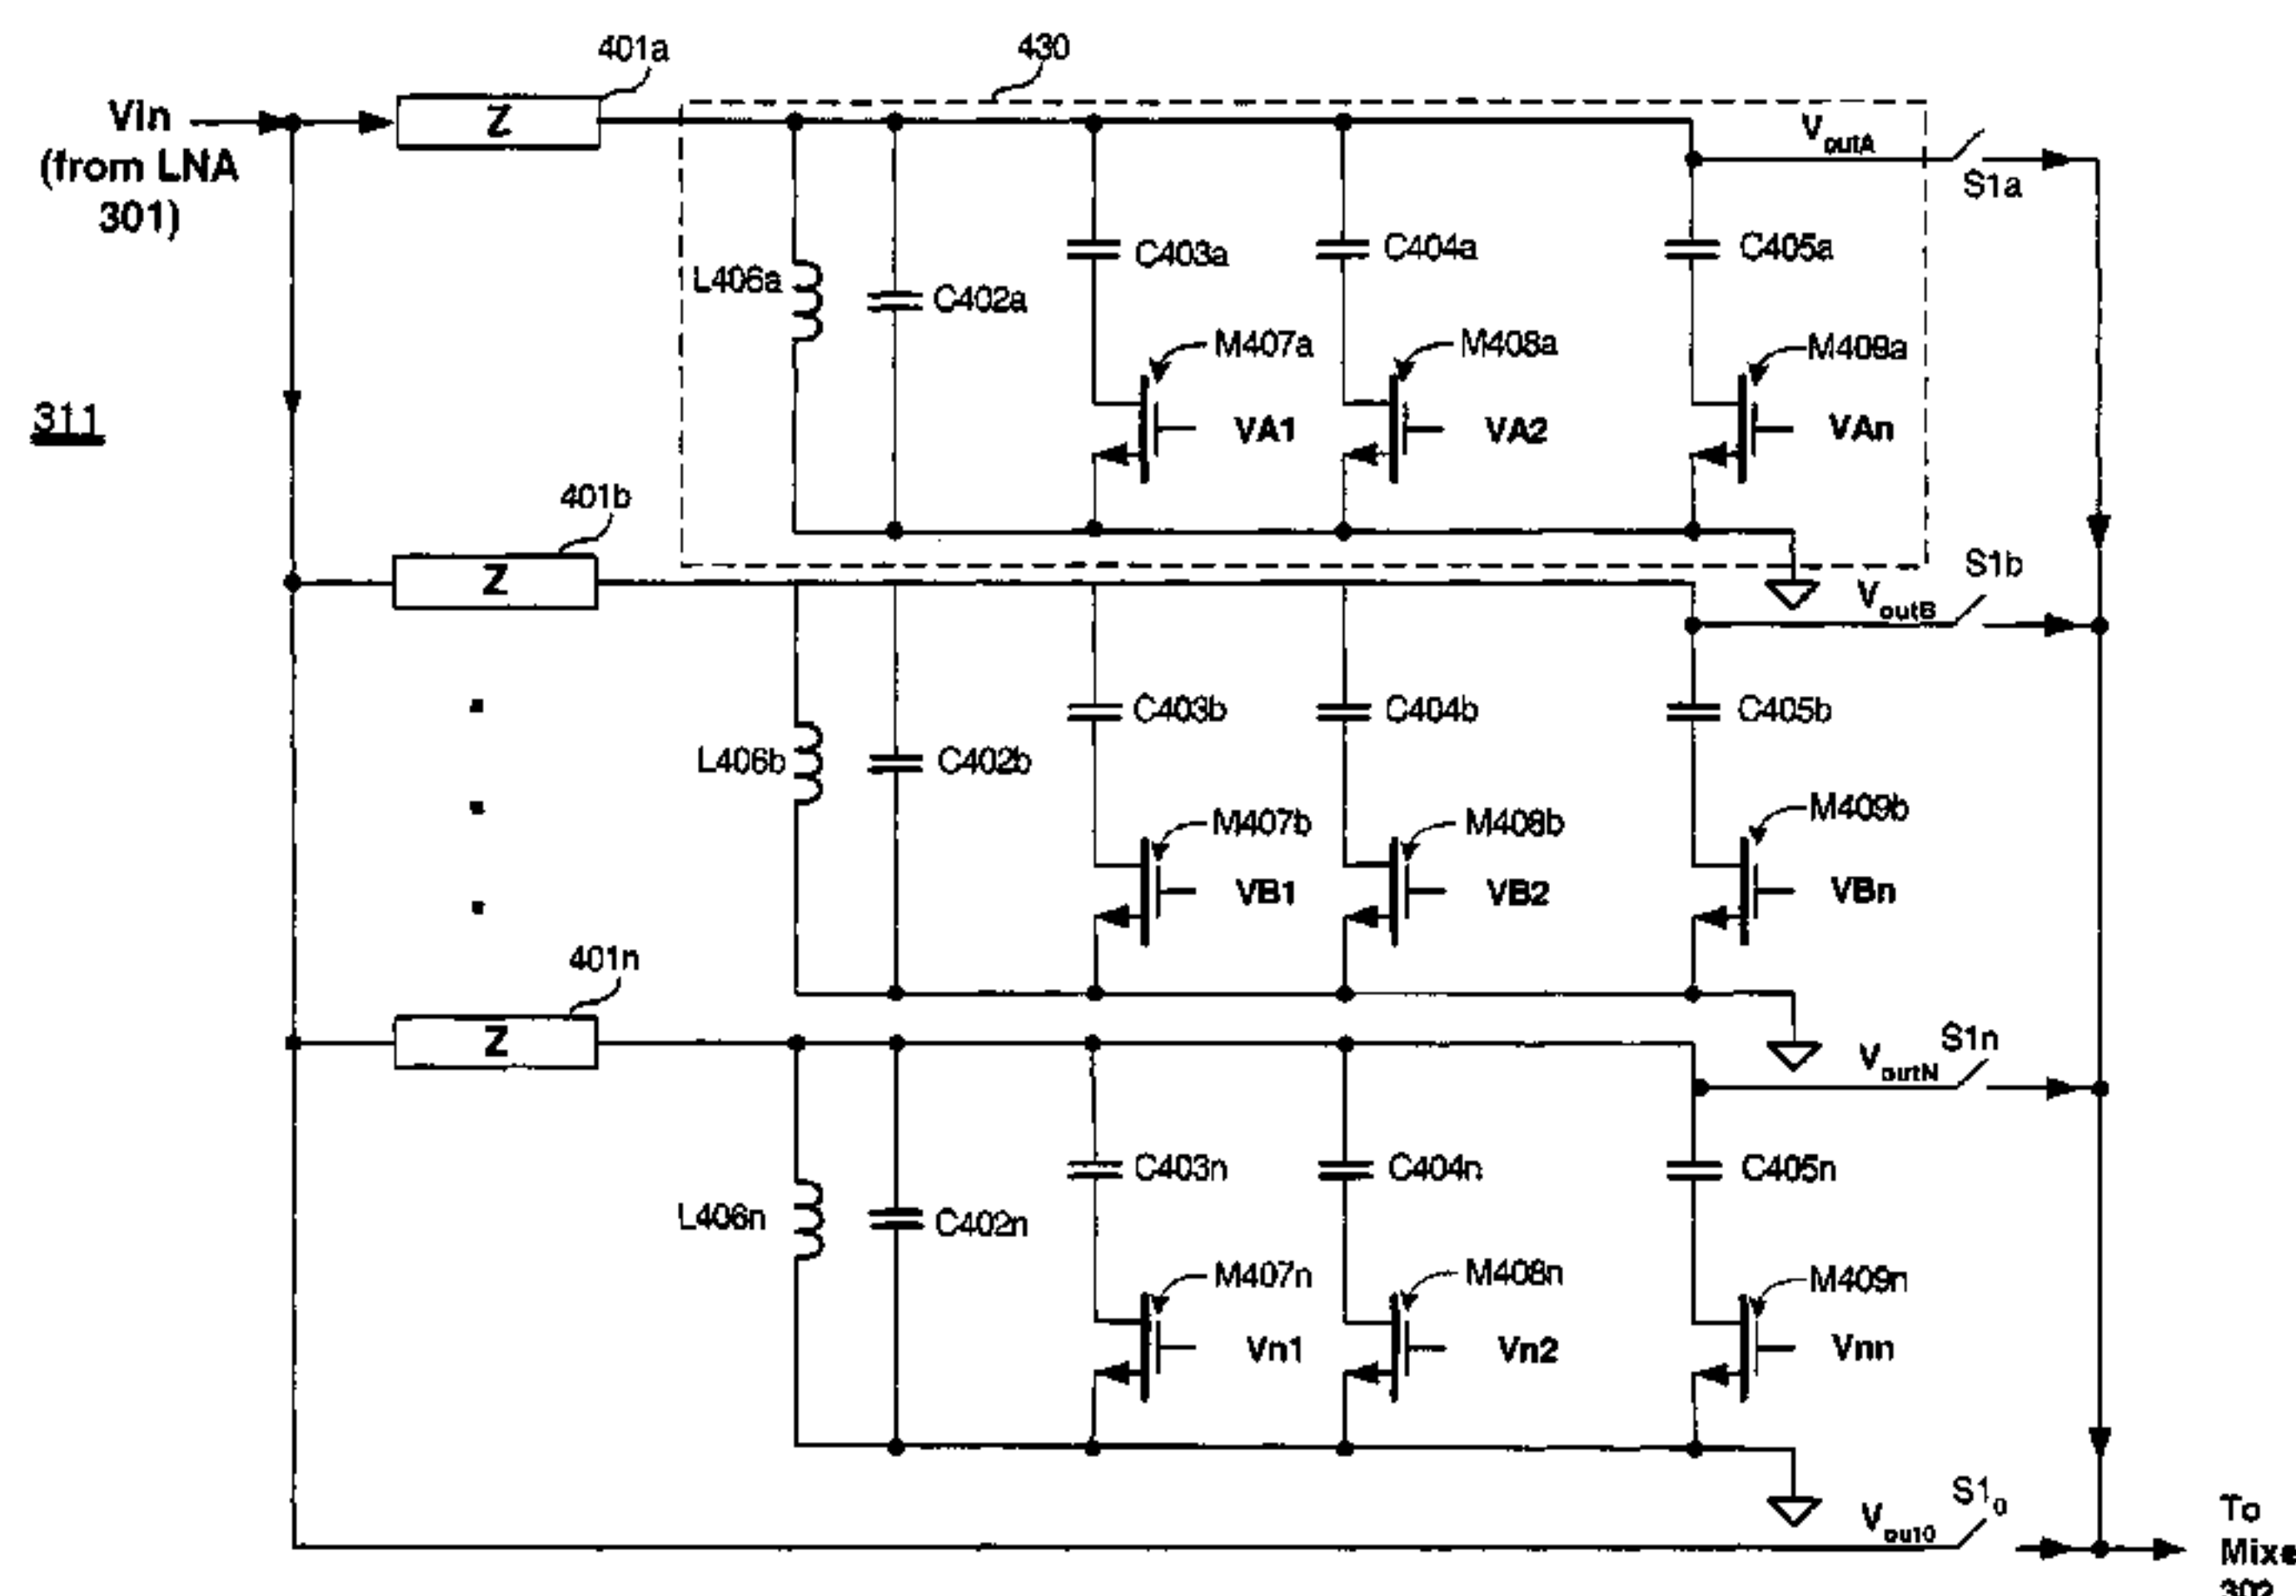 401a
430
Vin
(from LNA
301)
Z
VoutA
S1a
C403a
C404a
C405a
L406a
C402a
M407a
M408a
M409a
VA1
VA2
VAn
311
401b
Z
S1b
VoutB
C403b
C404b
C405b
L406b
C402b
M407b
M408b
M409b
VB1
VB2
VBn
401n
Z
S1n
VoutN
C403n
C404n
C405n
L406n
C402n
M407n
M408n
M409n
Vn1
Vn2
Vnn
S1o
Vout0
To
Mixe
302